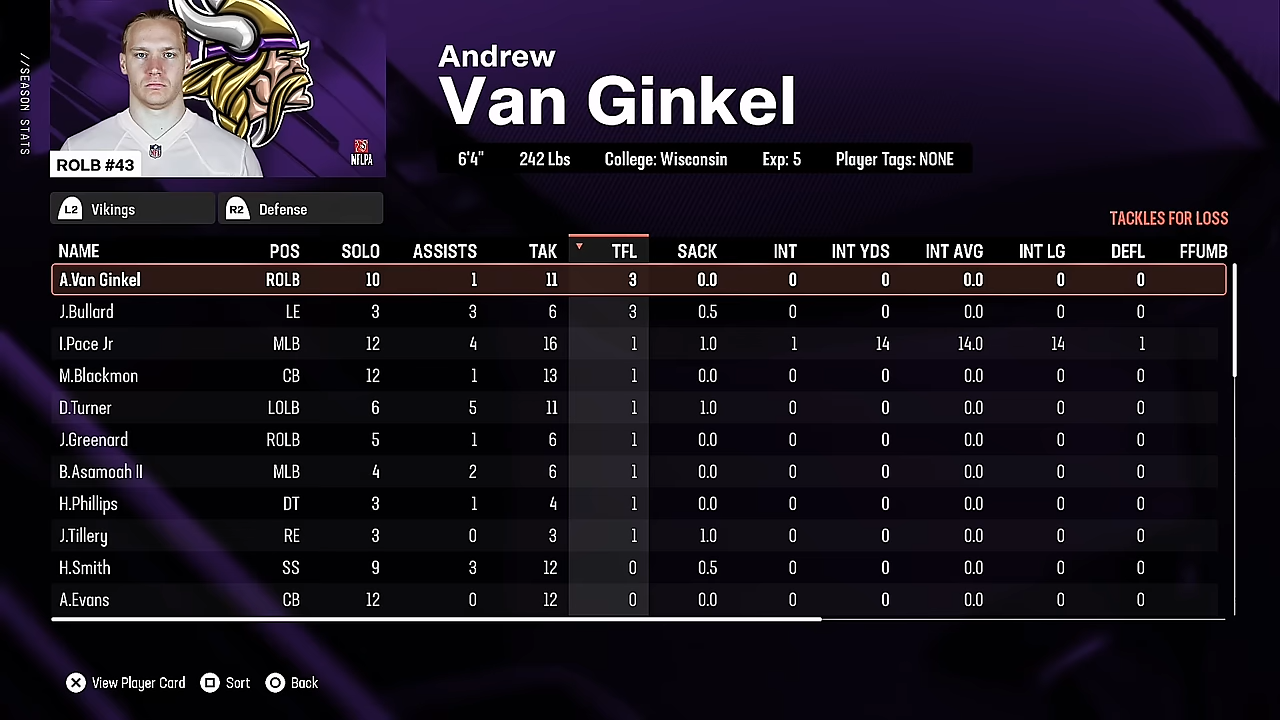 //SEASON STATS
ROLB #43
NFLPA
Andrew
Van Ginkel
6'4" 242 Lbs College: Wisconsin Exp: 5 Player Tags: NONE
L2 Vikings R2 Defense
TACKLES FOR LOSS
NAME POS SOLO ASSISTS TAK TFL SACK INT INT YDS INT AVG INT LG DEFL FFUMB
A.Van Ginkel ROLB 10 1 11 3 0.0 0 0 0.0 0 0
J.Bullard LE 3 3 6 3 0.5 0 0 0.0 0 0
I.Pace Jr MLB 12 4 16 1 1.0 1 14 14.0 14 1
M.Blackmon CB 12 1 13 1 0.0 0 0 0.0 0 0
D.Turner LOLB 6 5 11 1 1.0 0 0 0.0 0 0
J.Greenard ROLB 5 1 6 1 0.0 0 0 0.0 0 0
B.Asamoah II MLB 4 2 6 1 0.0 0 0 0.0 0 0
H.Phillips DT 3 1 4 1 0.0 0 0 0.0 0 0
J.Tillery RE 3 0 3 1 1.0 0 0 0.0 0 0
H.Smith SS 9 3 12 0 0.5 0 0 0.0 0 0
A.Evans CB 12 0 12 0 0.0 0 0 0.0 0 0
View Player Card Sort Back